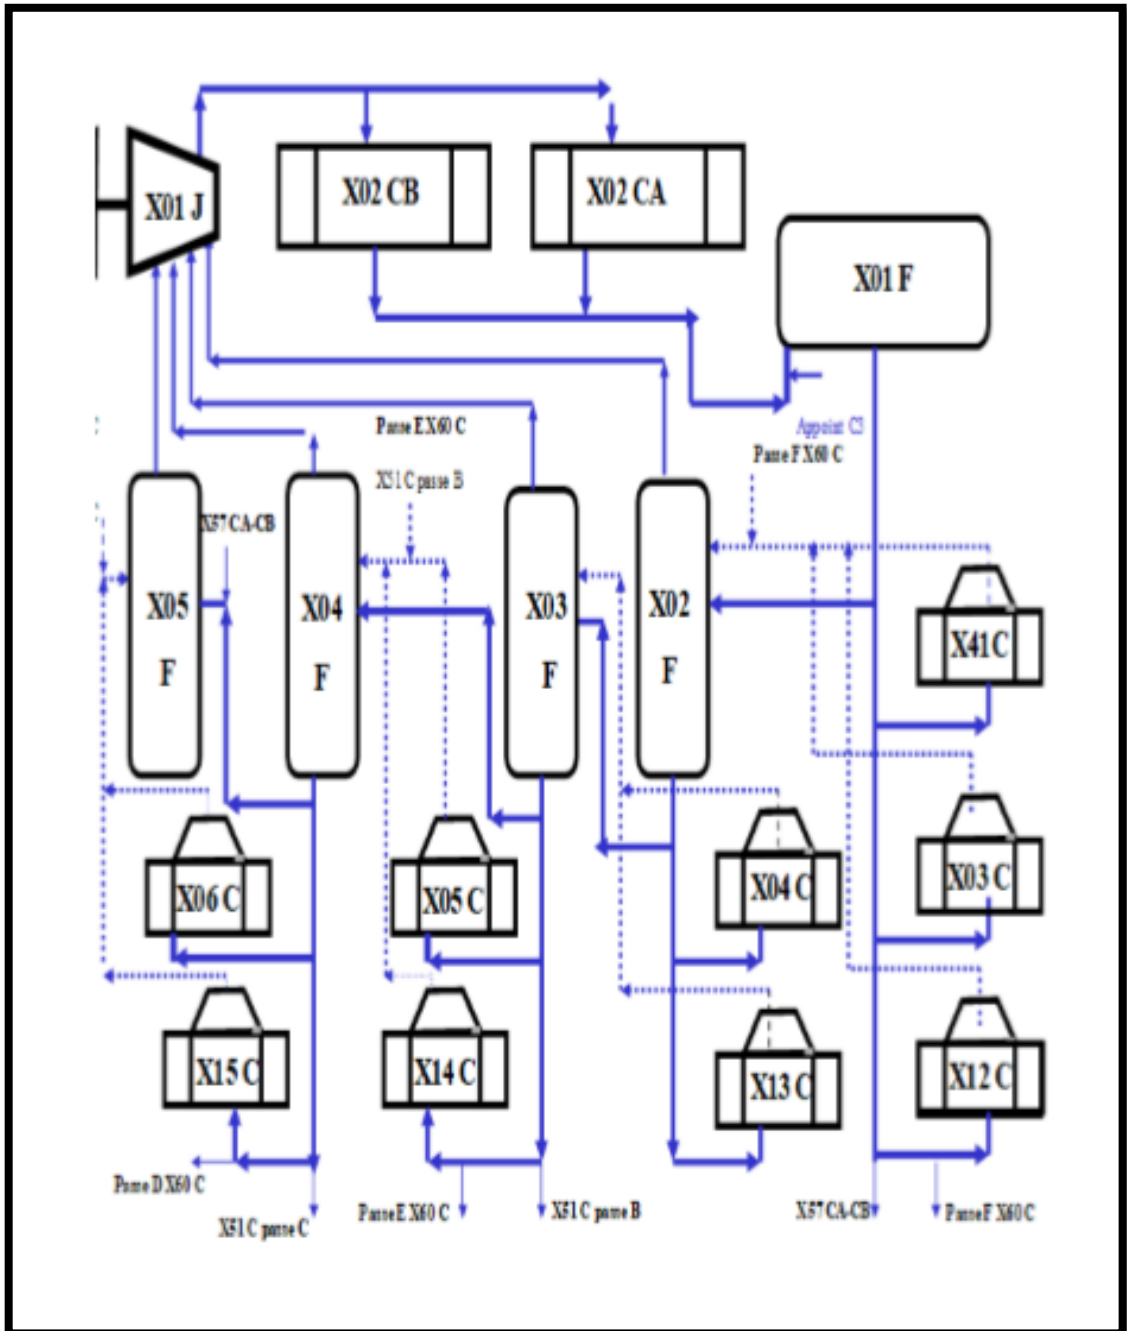 X02 CB
X02 CA
X01 J
X01 F
Passe E X60 C
Appoint C3
Passe F X60 C
X51 C passe B
X57 CA-CB
X05
F
X04
F
X03
F
X02
F
X41C
X06 C
X05 C
X04 C
X03 C
X15 C
X14 C
X13 C
X12 C
Passe D X60 C
X51 C passe C
Passe E X60 C
X51 C passe B
X57 CA-CB
Passe F X60 C